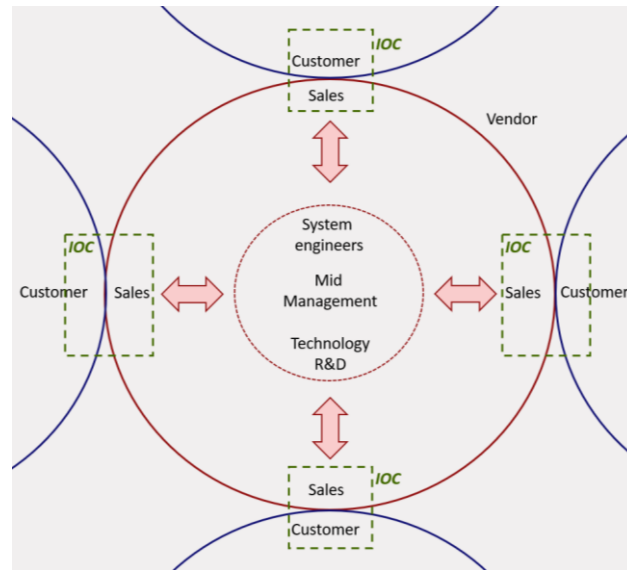 IOC
Customer
Sales
Vendor
System
engineers
IOC
IOC
Customer
Sales
Mid
Management
Sales
Customer
Technology
R&D
Sales
IOC
Customer